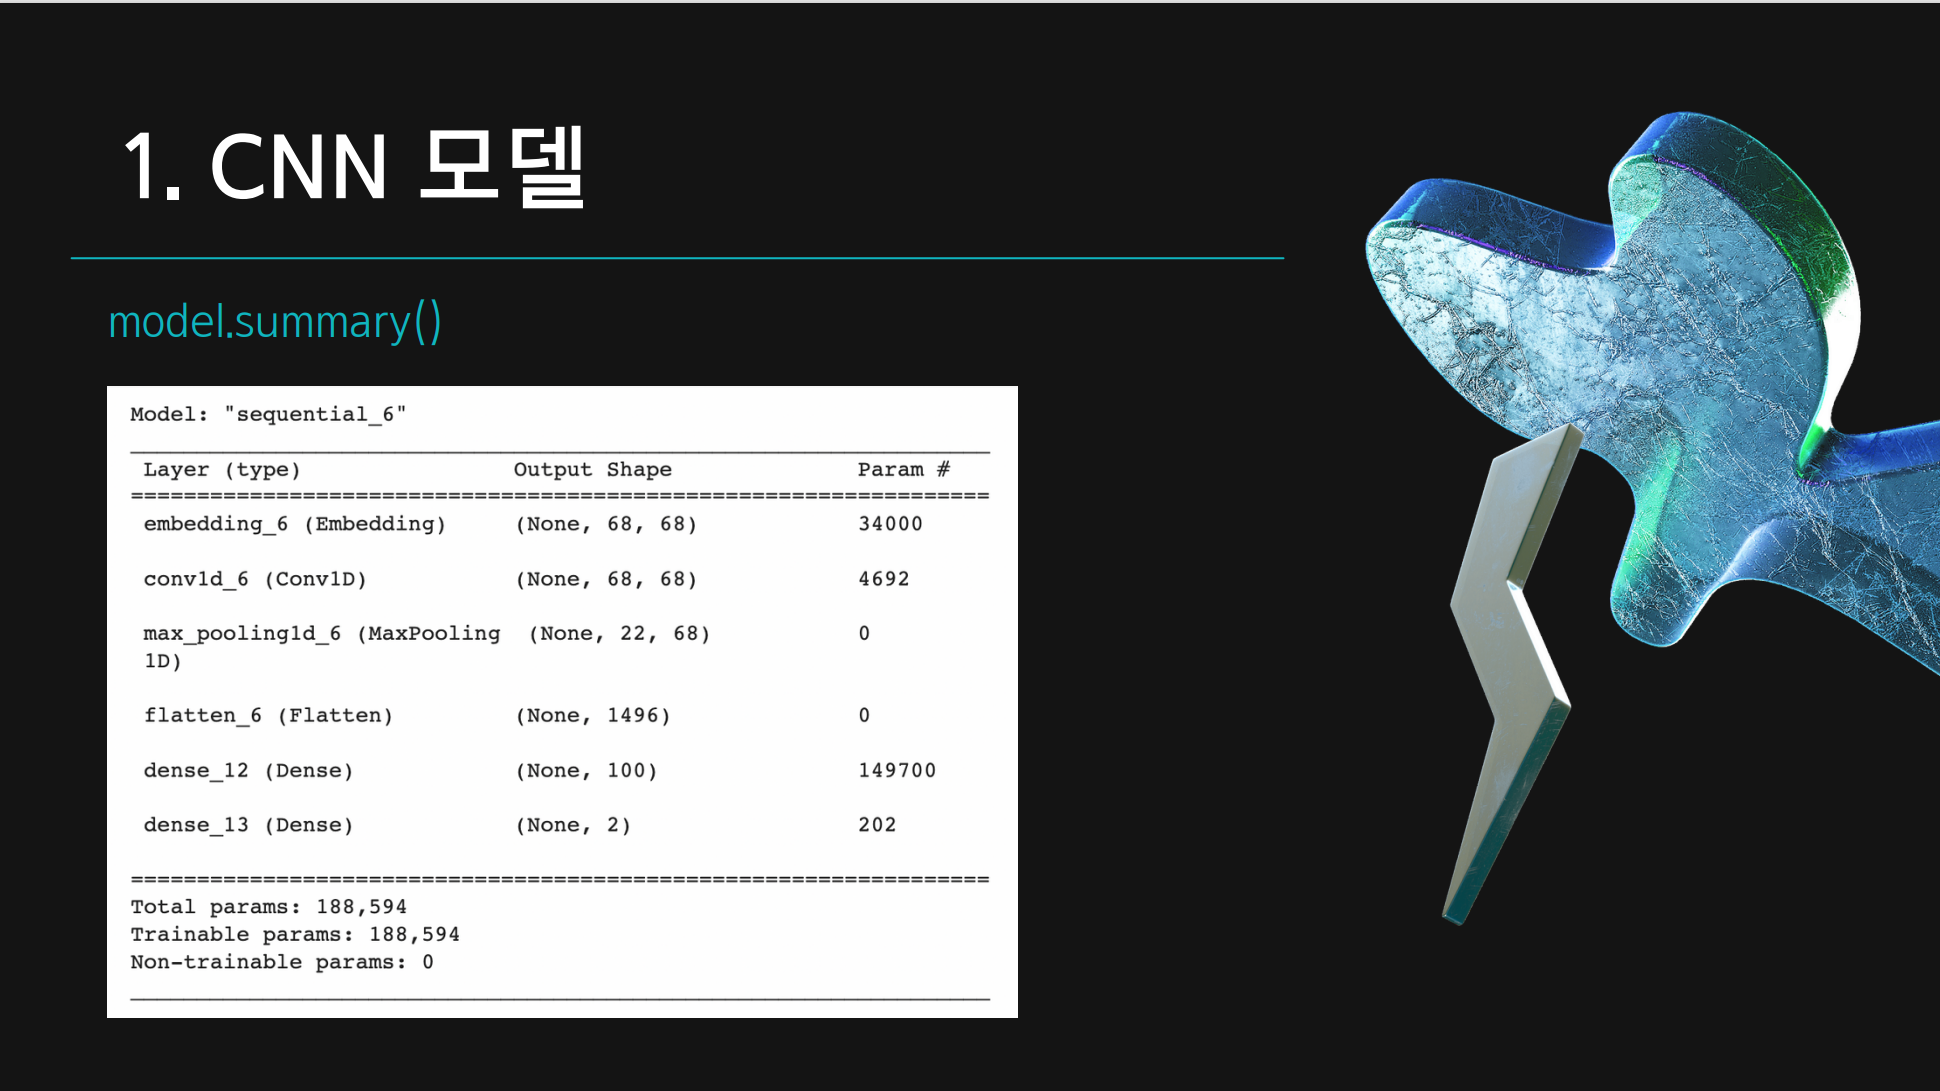 1. CNN 모델
model.summary()
Model: "sequential_6"
Layer (type) Output Shape Param #
=================================================================
embedding_6 (Embedding) (None, 68, 68) 34000
conv1d_6 (Conv1D) (None, 68, 68) 4692
max_pooling1d_6 (MaxPooling (None, 22, 68) 0
1D)
flatten_6 (Flatten) (None, 1496) 0
dense_12 (Dense) (None, 100) 149700
dense_13 (Dense) (None, 2) 202
=================================================================
Total params: 188,594
Trainable params: 188,594
Non-trainable params: 0